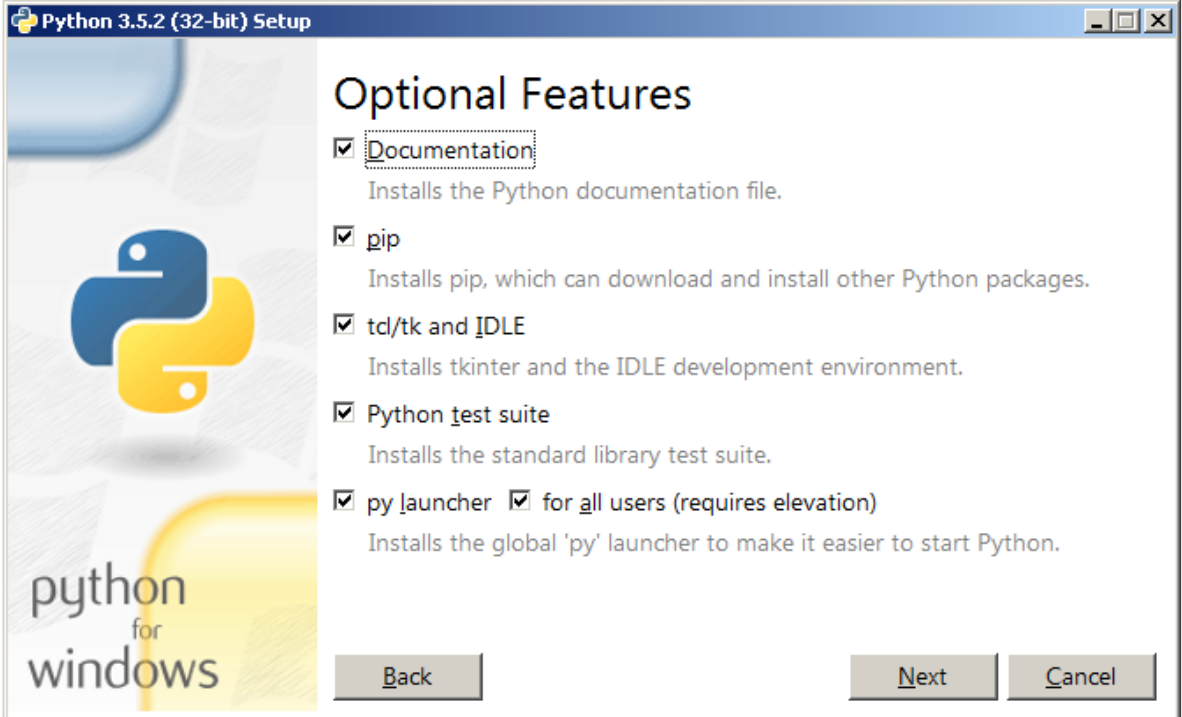 Python 3.5.2 (32-bit) Setup
Optional Features
Documentation
Installs the Python documentation file.
pip
Installs pip, which can download and install other Python packages.
tcl/tk and IDLE
Installs tkinter and the IDLE development environment.
Python test suite
Installs the standard library test suite.
py launcher for all users (requires elevation)
Installs the global 'py' launcher to make it easier to start Python.
python
for
windows
Back Next Cancel